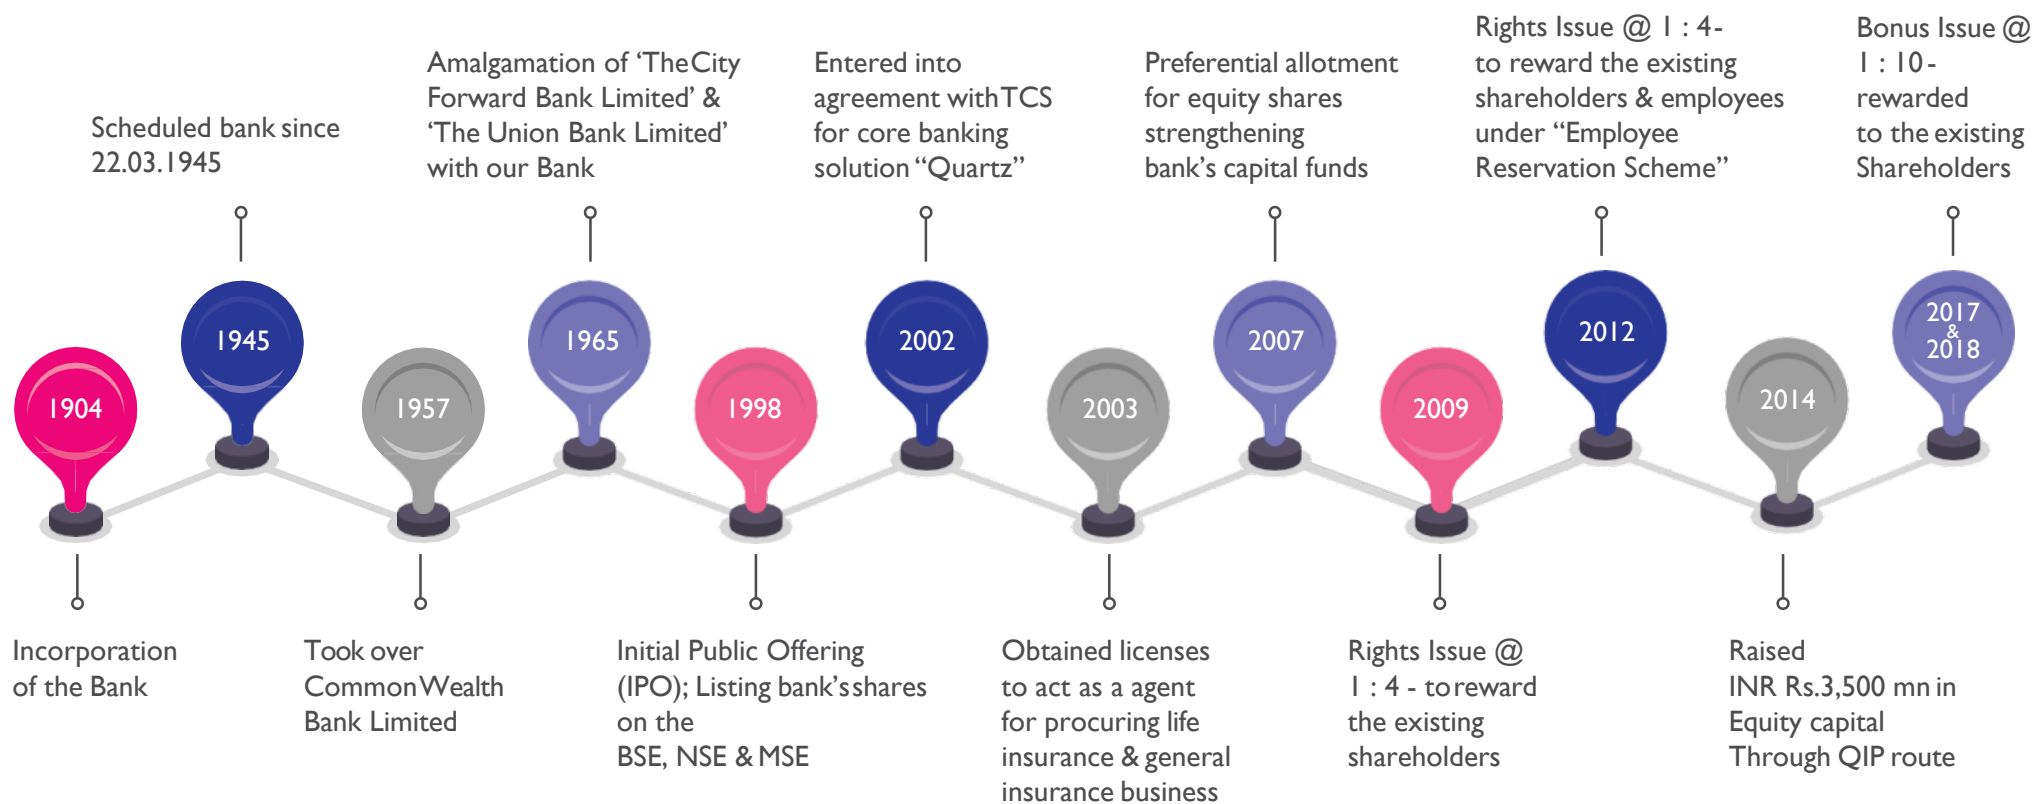 Scheduled bank since
22.03.1945
Amalgamation of ‘The City
Forward Bank Limited’ &
‘The Union Bank Limited’
with our Bank
Entered into
agreement with TCS
for core banking
solution “Quartz”
Preferential allotment
for equity shares
strengthening
bank’s capital funds
Rights Issue @ 1 : 4-
to reward the existing
shareholders & employees
under “Employee
Reservation Scheme”
Bonus Issue @
1 : 10 -
rewarded
to the existing
Shareholders
1904
1945
1957
1965
1998
2002
2003
2007
2009
2012
2014
2017
&
2018
Incorporation
of the Bank
Took over
Common Wealth
Bank Limited
Initial Public Offering
(IPO); Listing bank’s shares
on the
BSE, NSE & MSE
Obtained licenses
to act as a agent
for procuring life
insurance & general
insurance business
Rights Issue @
1 : 4 - to reward
the existing
shareholders
Raised
INR Rs.3,500 mn in
Equity capital
Through QIP route